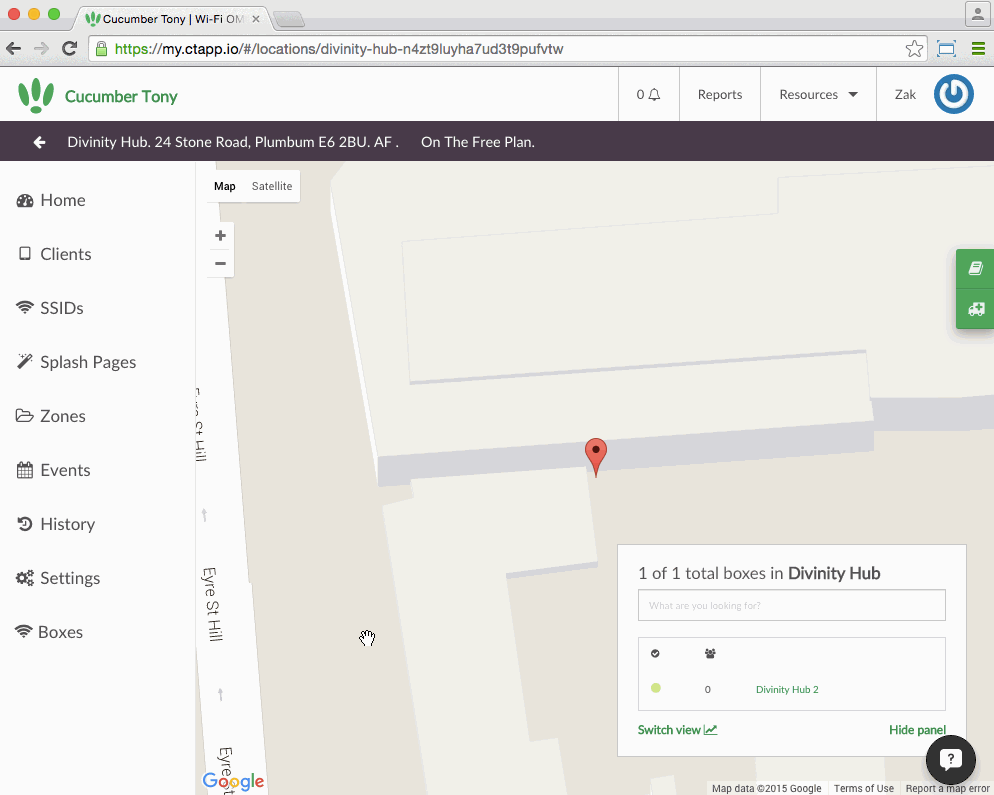 Cucumber Tony | Wi-Fi OM
https://my.ctapp.io/#/locations/divinity-hub-n4zt9luyha7ud3t9pufvtw
Cucumber Tony
0
Reports
Resources
Zak
Divinity Hub. 24 Stone Road, Plumbum E6 2BU. AF .
On The Free Plan.
Home
Clients
SSIDs
Splash Pages
Zones
Events
History
Settings
Boxes
Map
Satellite
+
−
Eyre St Hill
Eyre St Hill
Eyre St
1 of 1 total boxes in Divinity Hub
What are you looking for?
0
Divinity Hub 2
Switch view
Hide panel
Google
Map data ©2015 Google
Terms of Use
Report a map error